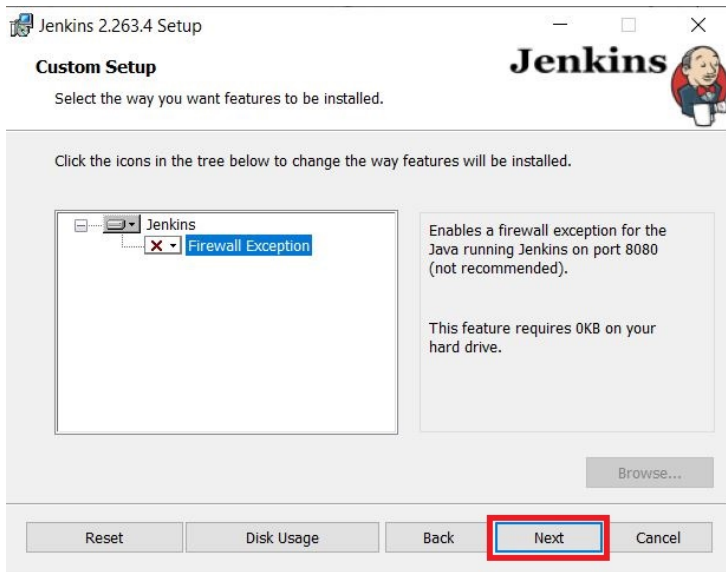 Jenkins 2.263.4 Setup
Custom Setup
Jenkins
Select the way you want features to be installed.
Click the icons in the tree below to change the way features will be installed.
Jenkins
Firewall Exception
Enables a firewall exception for the
Java running Jenkins on port 8080
(not recommended).
This feature requires 0KB on your
hard drive.
Browse...
Reset Disk Usage Back Next Cancel